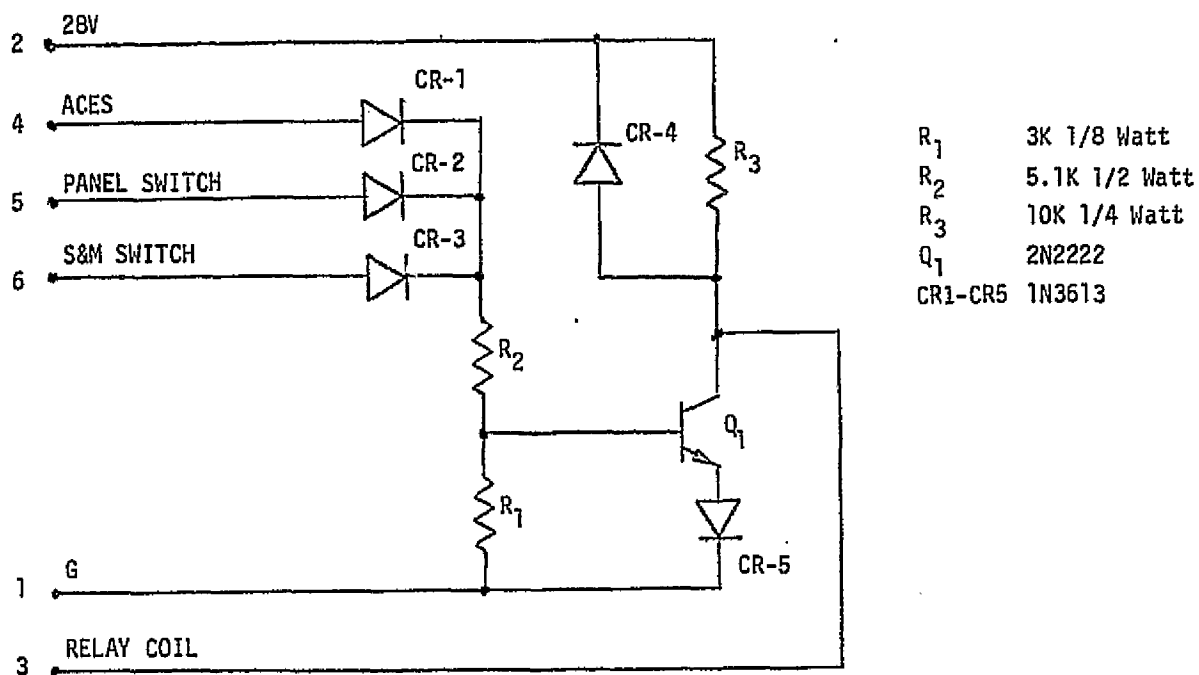 2 28V
4 ACES
5 PANEL SWITCH
6 S&M SWITCH
1 G
3 RELAY COIL
CR-1
CR-2
CR-3
CR-4
R3
R2
R1
Q1
CR-5
R1 3K 1/8 Watt
R2 5.1K 1/2 Watt
R3 10K 1/4 Watt
Q1 2N2222
CR1-CR5 1N3613